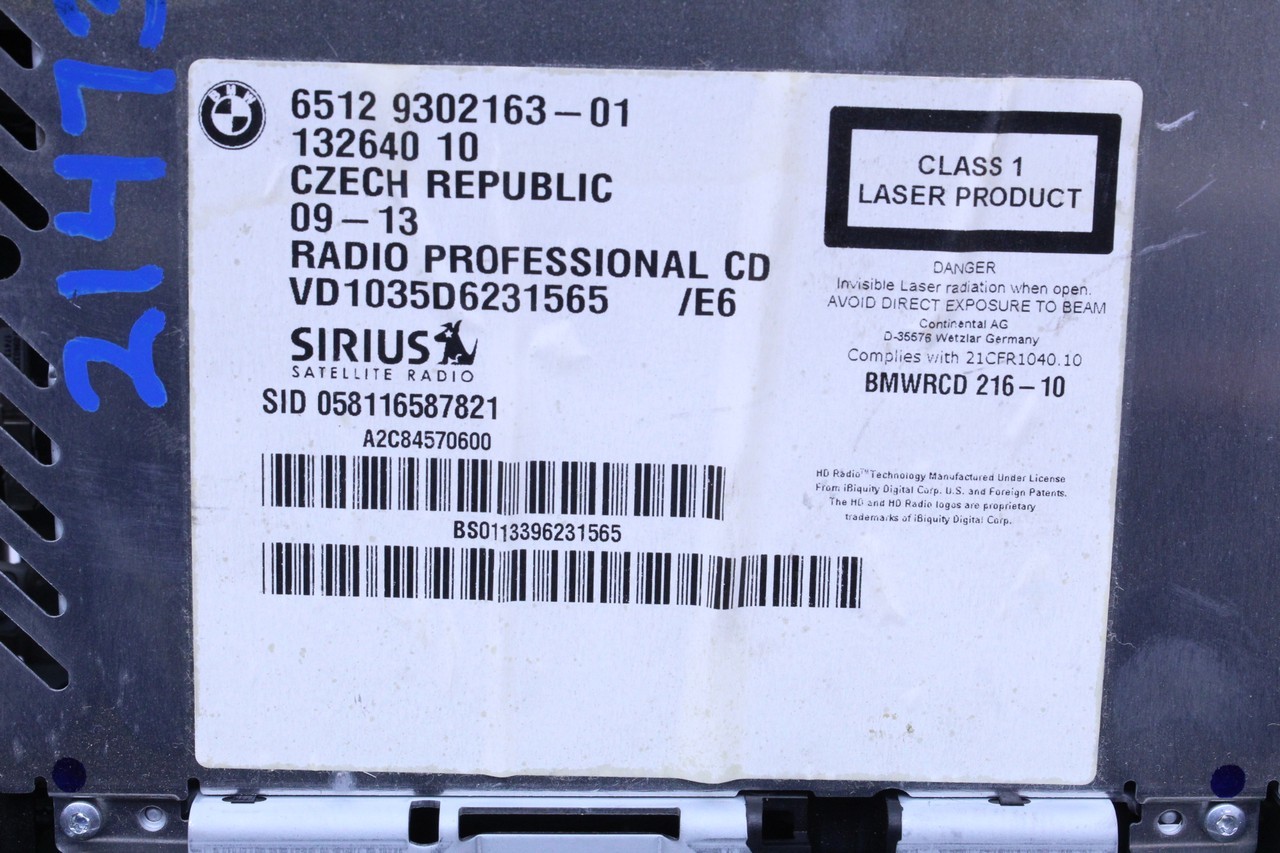 21473
BMW
6512 9302163-01
132640 10
CZECH REPUBLIC
09-13
RADIO PROFESSIONAL CD
VD1035D6231565 /E6
SIRIUS
SATELLITE RADIO
SID 058116587821
A2C84570600
BS0113396231565
CLASS 1
LASER PRODUCT
DANGER
Invisible Laser radiation when open.
AVOID DIRECT EXPOSURE TO BEAM
Continental AG
D-35576 Wetzlar Germany
Complies with 21CFR1040.10
BMWRCD 216-10
HD Radio™ Technology Manufactured Under License
From iBiquity Digital Corp. U.S. and Foreign Patents.
The HD and HD Radio logos are proprietary
trademarks of iBiquity Digital Corp.